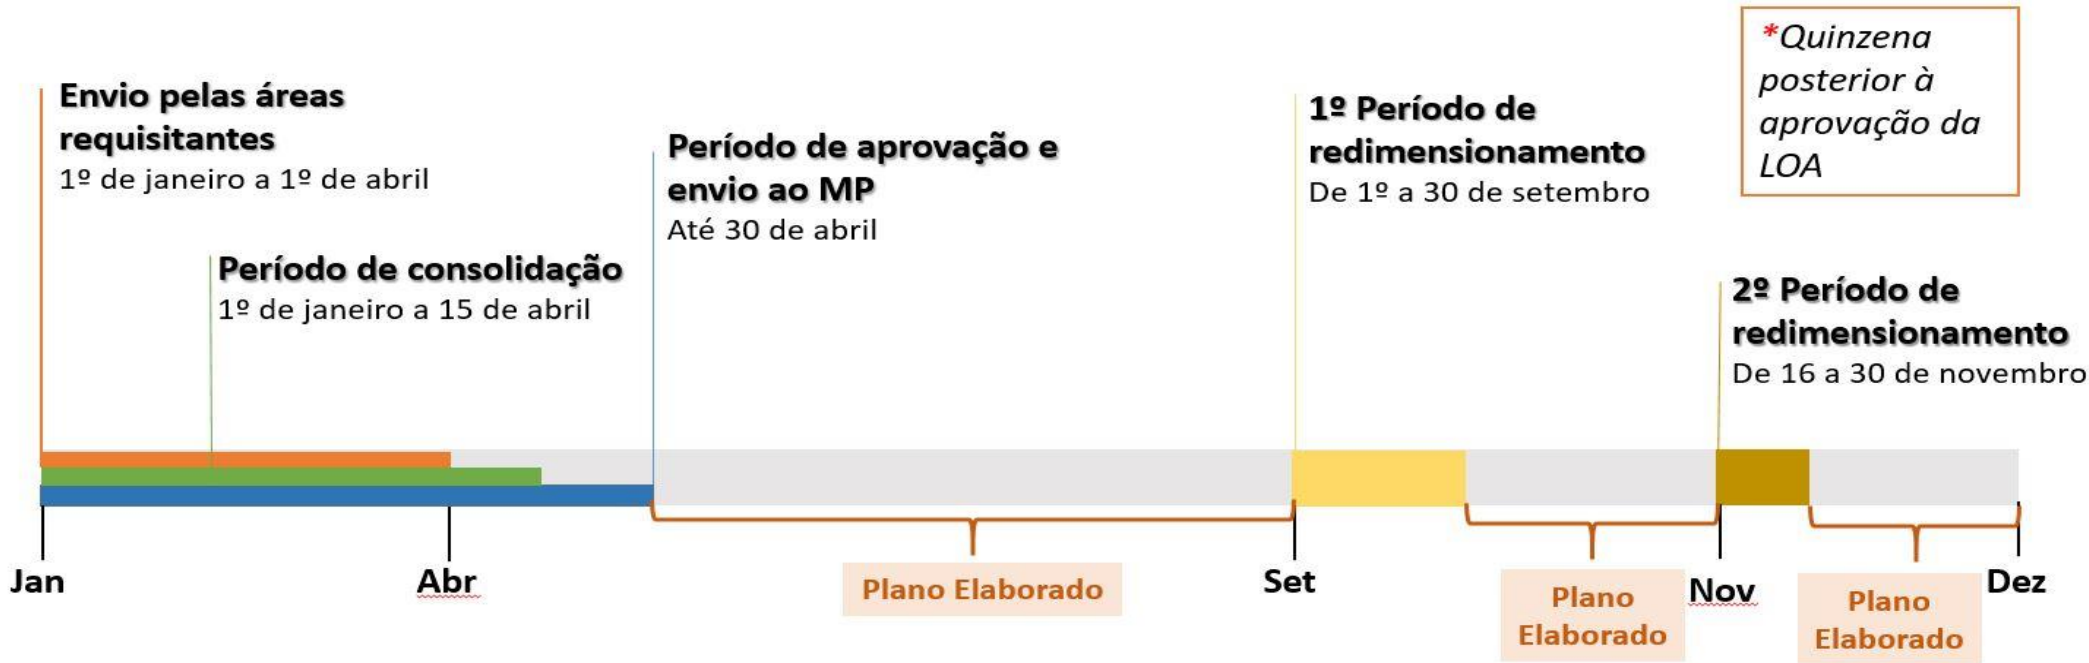 Envio pelas áreas
requisitantes
1º de janeiro a 1º de abril
Período de consolidação
1º de janeiro a 15 de abril
Período de aprovação e
envio ao MP
Até 30 de abril
1º Período de
redimensionamento
De 1º a 30 de setembro
*Quinzena
posterior à
aprovação da
LOA
2º Período de
redimensionamento
De 16 a 30 de novembro
Jan
Abr
Plano Elaborado
Set
Plano
Elaborado
Nov
Plano
Elaborado
Dez